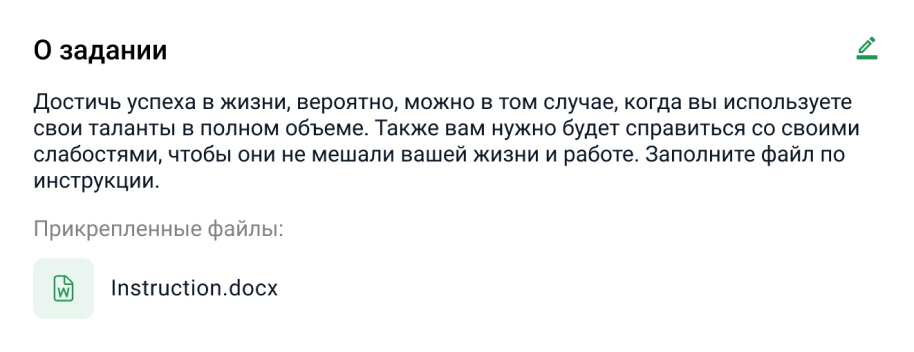 О задании
Достичь успеха в жизни, вероятно, можно в том случае, когда вы используете
свои таланты в полном объеме. Также вам нужно будет справиться со своими
слабостями, чтобы они не мешали вашей жизни и работе. Заполните файл по
инструкции.
Прикрепленные файлы:
W
Instruction.docx